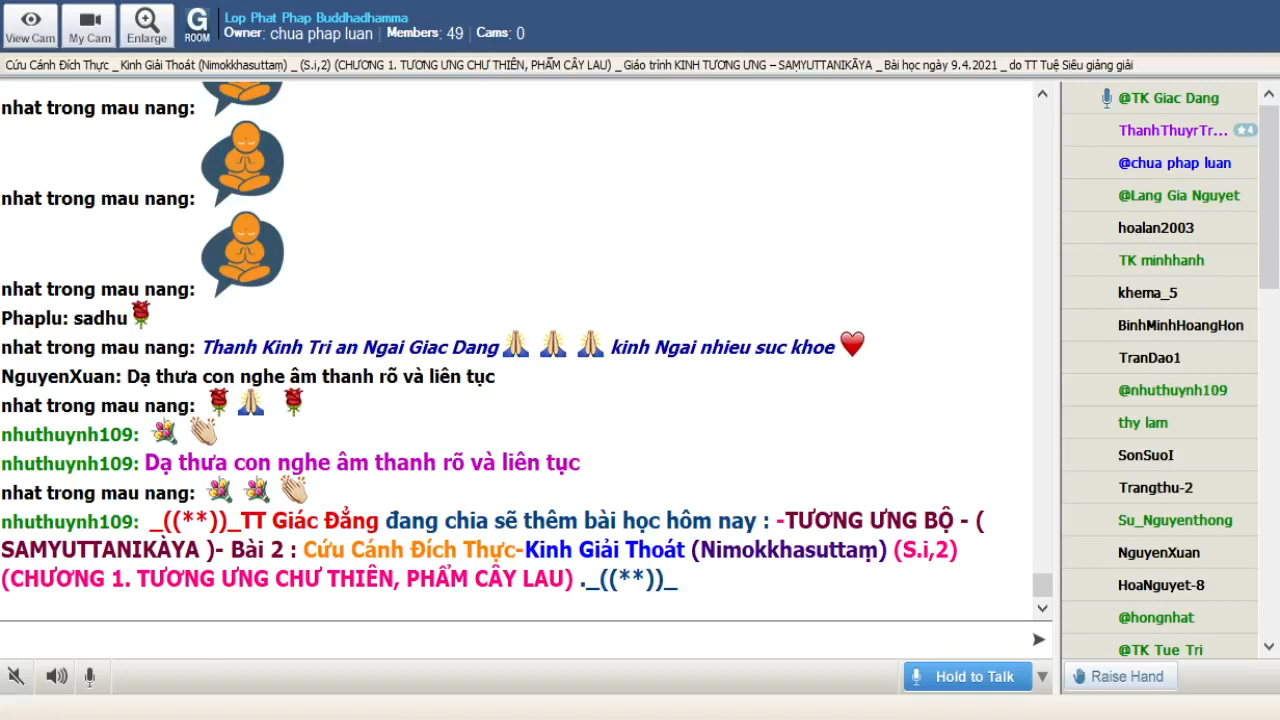 View Cam
My Cam
Enlarge
G
ROOM
Lop Phat Phap Buddhadhamma
Owner: chua phap luan | Members: 49 | Cams: 0
Cứu Cánh Đích Thực _ Kinh Giải Thoát (Nimokkhasuttaṃ) _ (S.i,2) (CHƯƠNG 1. TƯƠNG ƯNG CHƯ THIÊN, PHẨM CÂY LAU) _ Giáo trình KINH TƯƠNG ƯNG – SAṂYUTTANIKĀYA _ Bài học ngày 9.4.2021 _ do TT Tuệ Siêu giảng giải
nhat trong mau nang:
nhat trong mau nang:
nhat trong mau nang:
Phaplu: sadhu
nhat trong mau nang: Thanh Kinh Tri an Ngai Giac Dang kinh Ngai nhieu suc khoe
NguyenXuan: Dạ thưa con nghe âm thanh rõ và liên tục
nhat trong mau nang:
nhuthuynh109:
nhuthuynh109: Dạ thưa con nghe âm thanh rõ và liên tục
nhat trong mau nang:
nhuthuynh109: _((**))_TT Giác Đẳng đang chia sẽ thêm bài học hôm nay : -TƯƠNG ƯNG BỘ - (
SAMYUTTANIKÀYA )- Bài 2 : Cứu Cánh Đích Thực-Kinh Giải Thoát (Nimokkhasuttaṃ) (S.i,2)
(CHƯƠNG 1. TƯƠNG ƯNG CHƯ THIÊN, PHẨM CÂY LAU) ._((**))_
@TK Giac Dang
ThanhThuyrTr... 4
@chua phap luan
@Lang Gia Nguyet
hoalan2003
TK minhhanh
khema_5
BinhMinhHoangHon
TranDao1
@nhuthuynh109
thy lam
SonSuoI
Trangthu-2
Su_Nguyenthong
NguyenXuan
HoaNguyet-8
@hongnhat
@TK Tue Tri
Hold to Talk
Raise Hand